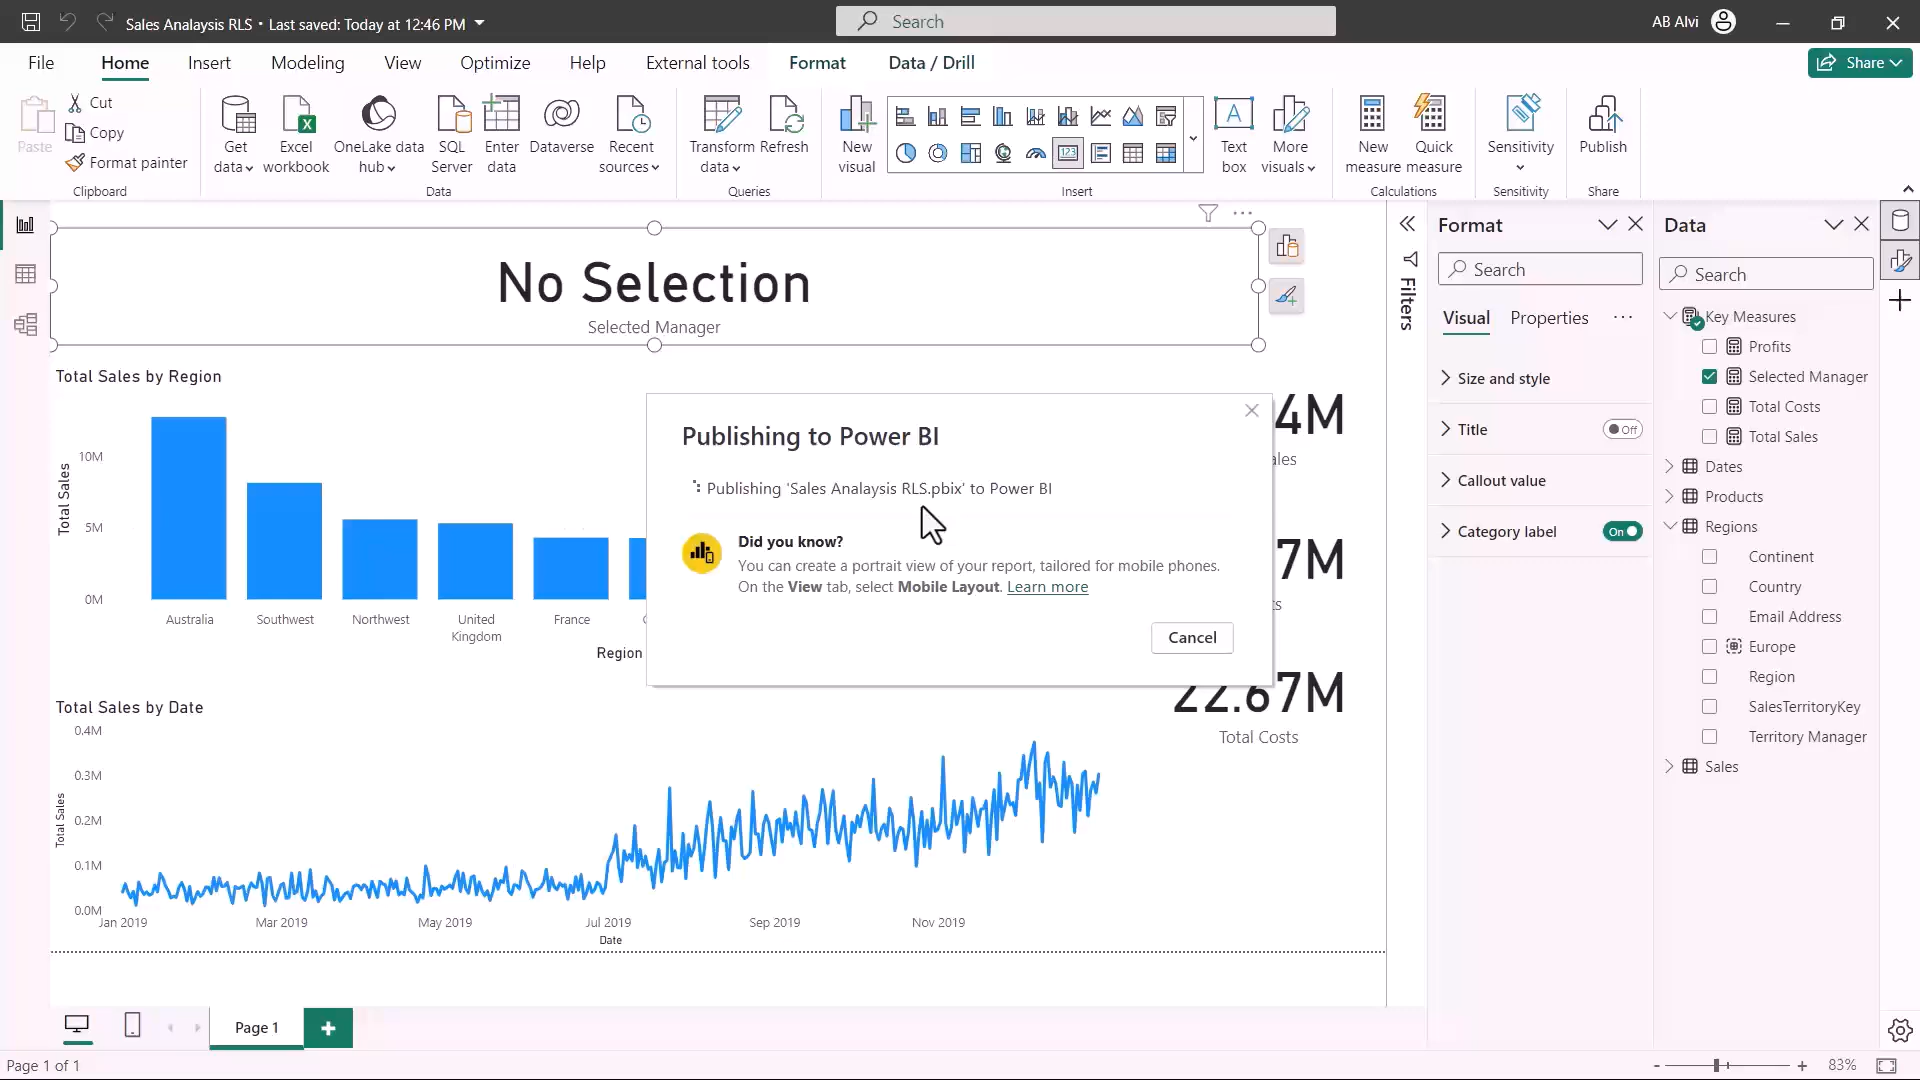 Sales Analaysis RLS • Last saved: Today at 12:46 PM
Search
AB Alvi
File
Home
Insert
Modeling
View
Optimize
Help
External tools
Format
Data / Drill
Share
Paste
Cut
Copy
Format painter
Clipboard
Get data
Excel workbook
OneLake data hub
SQL Server
Enter data
Dataverse
Recent sources
Data
Transform data
Refresh
Queries
New visual
Text box
More visuals
Insert
New measure
Quick measure
Calculations
Sensitivity
Sensitivity
Publish
Share
No Selection
Selected Manager
Total Sales by Region
Total Sales
10M
5M
0M
Australia
Southwest
Northwest
United
Kingdom
France
Region
4M
7M
22.67M
Total Costs
Publishing to Power BI
Publishing 'Sales Analaysis RLS.pbix' to Power BI
Did you know?
You can create a portrait view of your report, tailored for mobile phones.
On the View tab, select Mobile Layout. Learn more
Cancel
Total Sales by Date
Total Sales
0.4M
0.3M
0.2M
0.1M
0.0M
Jan 2019
Mar 2019
May 2019
Jul 2019
Sep 2019
Nov 2019
Date
Filters
Format
Search
Visual
Properties
Size and style
Title
Off
Callout value
Category label
On
Data
Search
Key Measures
Profits
Selected Manager
Total Costs
Total Sales
Dates
Products
Regions
Continent
Country
Email Address
Europe
Region
SalesTerritoryKey
Territory Manager
Sales
Page 1
Page 1 of 1
83%